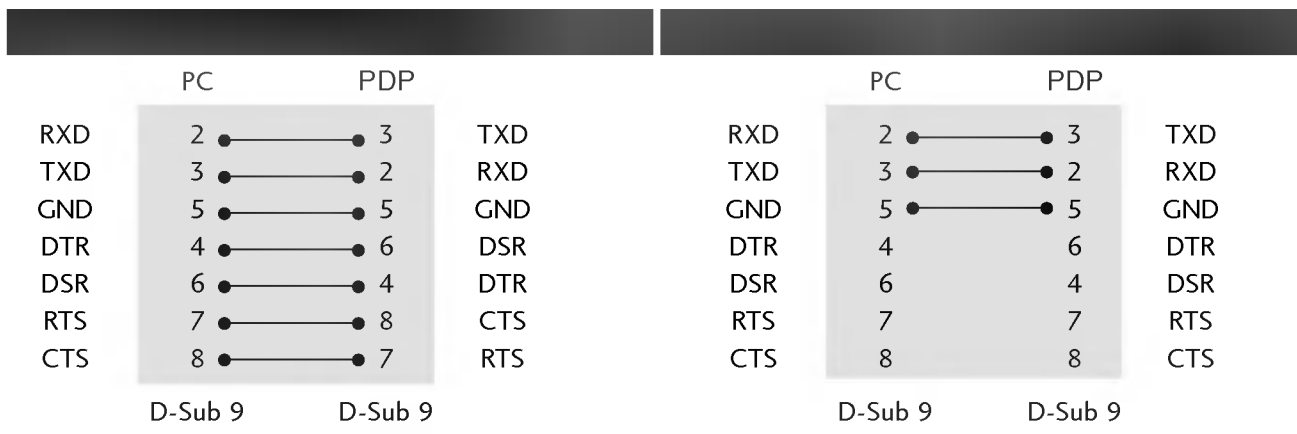 PC PDP
RXD 2 3 TXD
TXD 3 2 RXD
GND 5 5 GND
DTR 4 6 DSR
DSR 6 4 DTR
RTS 7 8 CTS
CTS 8 7 RTS
D-Sub 9 D-Sub 9
PC PDP
RXD 2 3 TXD
TXD 3 2 RXD
GND 5 5 GND
DTR 4 6 DTR
DSR 6 4 DSR
RTS 7 7 RTS
CTS 8 8 CTS
D-Sub 9 D-Sub 9